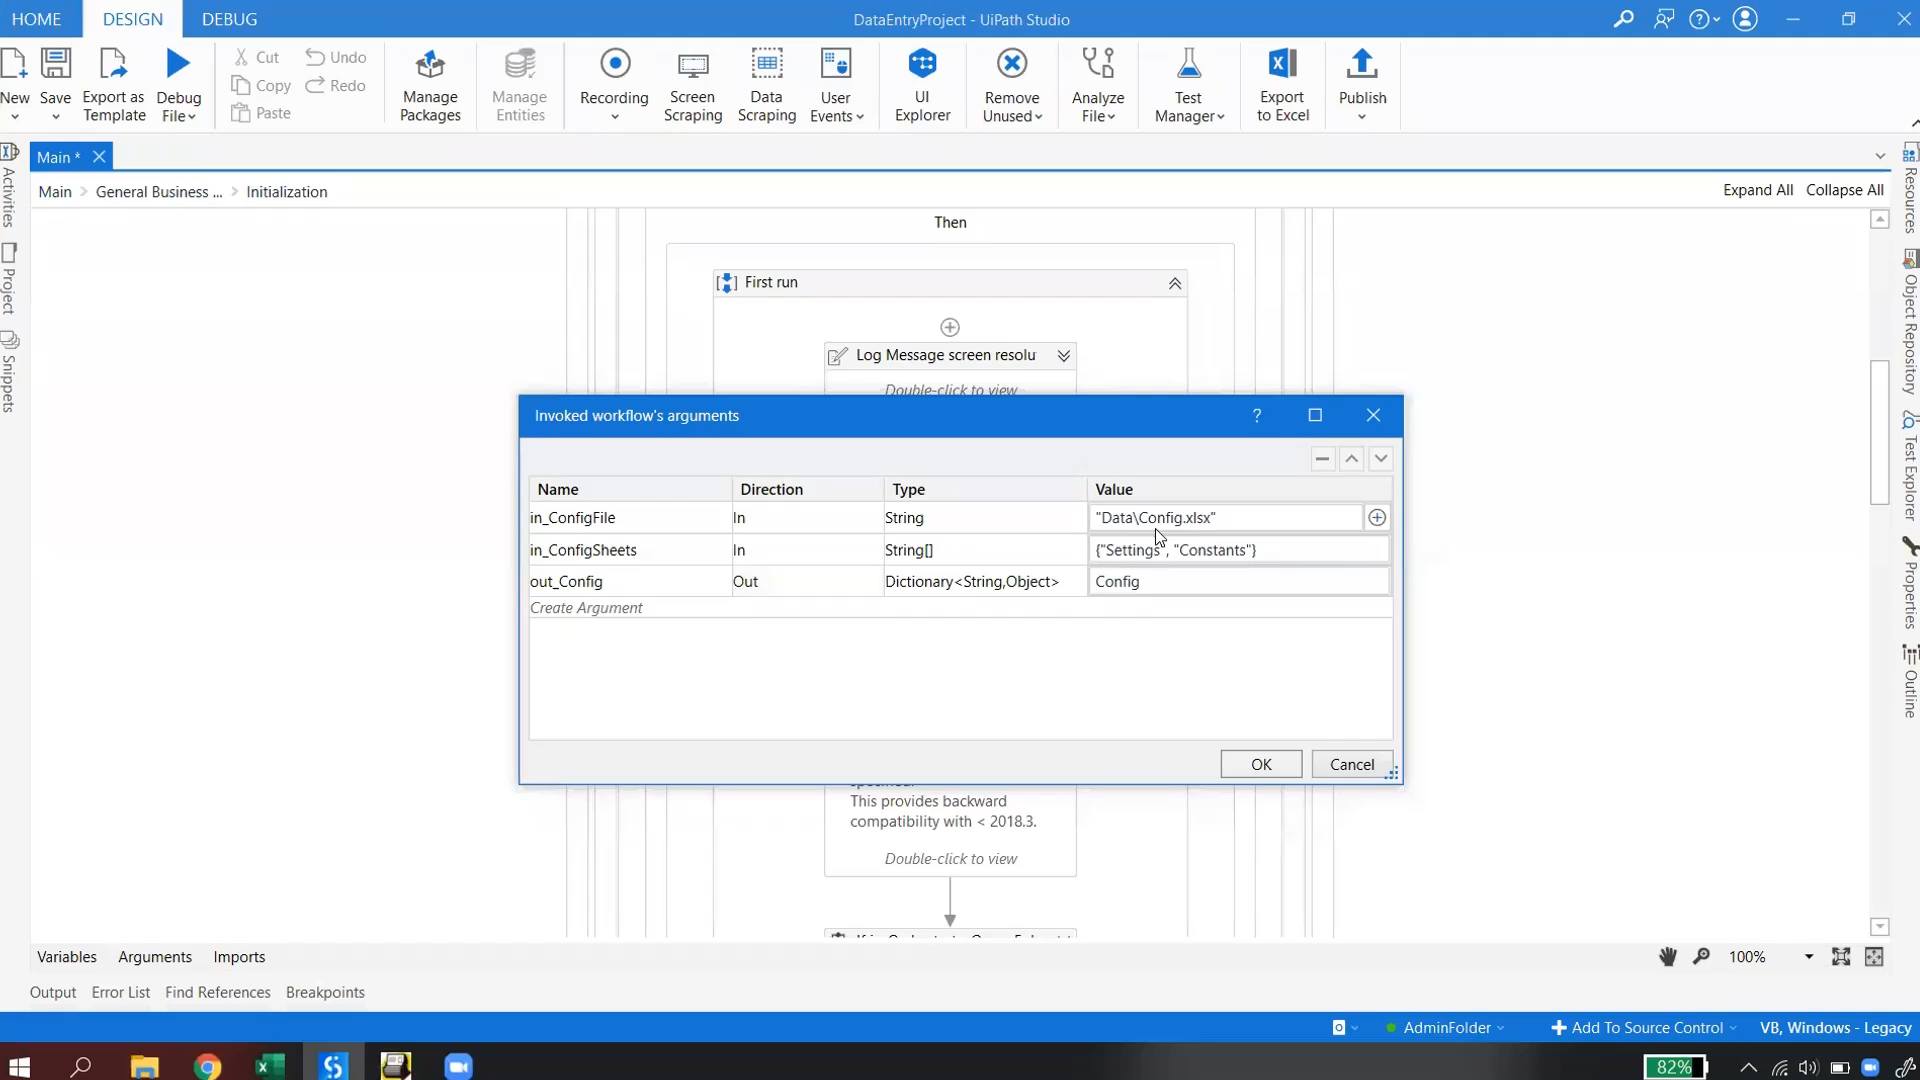 HOME
DESIGN
DEBUG
DataEntryProject - UiPath Studio
New
Save
Export as
Template
Debug
File
Cut
Copy
Paste
Undo
Redo
Manage
Packages
Manage
Entities
Recording
Screen
Scraping
Data
Scraping
User
Events
UI
Explorer
Remove
Unused
Analyze
File
Test
Manager
Export
to Excel
Publish
Main *
Main > General Business ... > Initialization
Expand All
Collapse All
Activities
Project
Snippets
Resources
Object Repository
Test Explorer
Properties
Outline
Then
First run
Log Message screen resolu
Double-click to view
Invoked workflow's arguments
?
Name Direction Type Value
in_ConfigFile In String "Data\Config.xlsx"
in_ConfigSheets In String[] {"Settings", "Constants"}
out_Config Out Dictionary<String,Object> Config
Create Argument
OK
Cancel
This provides backward
compatibility with < 2018.3.
Double-click to view
Variables
Arguments
Imports
100%
Output
Error List
Find References
Breakpoints
AdminFolder
Add To Source Control
VB, Windows - Legacy
82%